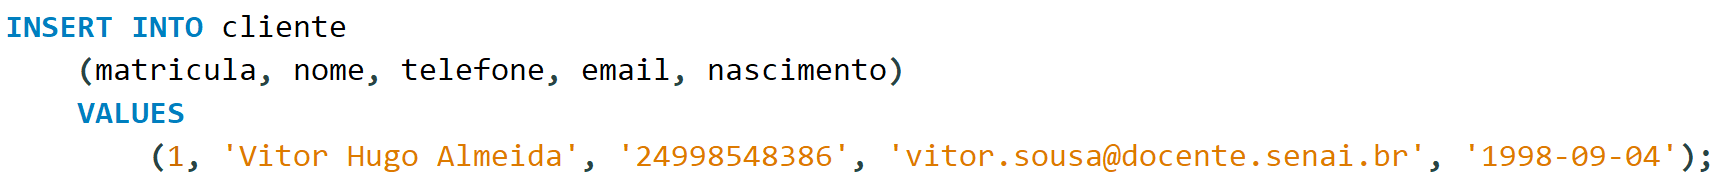 INSERT INTO cliente
(matricula, nome, telefone, email, nascimento)
VALUES
(1, 'Vitor Hugo Almeida', '24998548386', 'vitor.sousa@docente.senai.br', '1998-09-04');